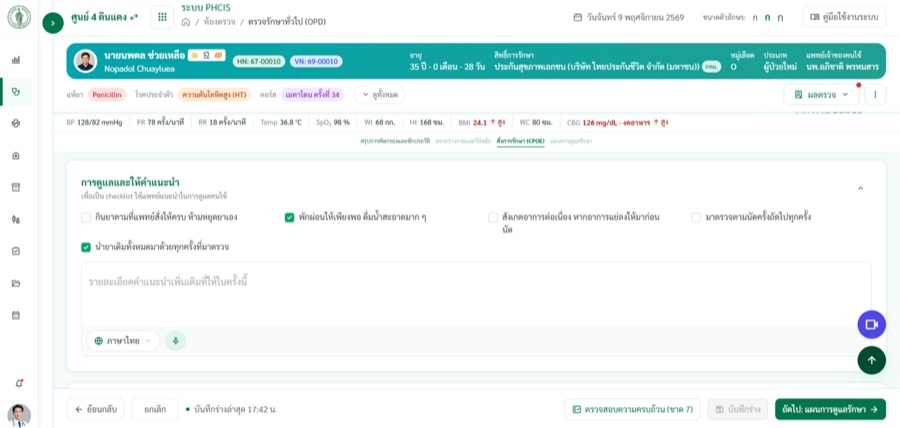 ศูนย์ 4 ดินแดง
ระบบ PHCIS
ห้องตรวจ / ตรวจรักษาทั่วไป (OPD)
วันจันทร์ 9 พฤศจิกายน 2569
ขนาดตัวอักษร: ก ก ก
คู่มือใช้งานระบบ
นายนพดล ช่วยเหลือ
Nopadol Chuayluea
HN: 67-00010
VN: 69-00010
อายุ
35 ปี - 0 เดือน - 28 วัน
สิทธิ์การรักษา
ประกันสุขภาพเอกชน (บริษัท ไทยประกันชีวิต จำกัด (มหาชน)) กทม.
หมู่เลือด
O
ประเภท
ผู้ป่วยใหม่
แพทย์เจ้าของคนไข้
นพ.อภิชาติ พรหมสาร
แพ้ยา Penicillin โรคประจำตัว ความดันโลหิตสูง (HT) คอร์ส เมทาโดน ครั้งที่ 34 ดูทั้งหมด
ผลตรวจ
BP 128/82 mmHg PR 78 ครั้ง/นาที RR 18 ครั้ง/นาที Temp 36.8 °C SpO₂ 98 % Wt 68 กก. Ht 168 ซม. BMI 24.1 ↑ สูง WC 80 ซม. CBG 126 mg/dL - งดอาหาร ↑ สูง
สั่งการรักษา (CPOE) แผนการดูแลรักษา
การดูแลและให้คำแนะนำ
เพื่อเป็น checklist ให้แพทย์แนะนำในการดูแลคนไข้
กินยาตามที่แพทย์สั่งให้ครบ ห้ามหยุดยาเอง
พักผ่อนให้เพียงพอ ดื่มน้ำสะอาดมาก ๆ
สังเกตอาการต่อเนื่อง หากอาการแย่ลงให้มาก่อน
นัด
มาตรวจตามนัดครั้งถัดไปทุกครั้ง
นำยาเดิมทั้งหมดมาด้วยทุกครั้งที่มาตรวจ
รายละเอียดคำแนะนำเพิ่มเติมที่ให้ในครั้งนี้
ภาษาไทย
ย้อนกลับ
ยกเลิก
บันทึกร่างล่าสุด 17:42 น.
ตรวจสอบความครบถ้วน (ขาด 7)
บันทึกร่าง
ถัดไป: แผนการดูแลรักษา